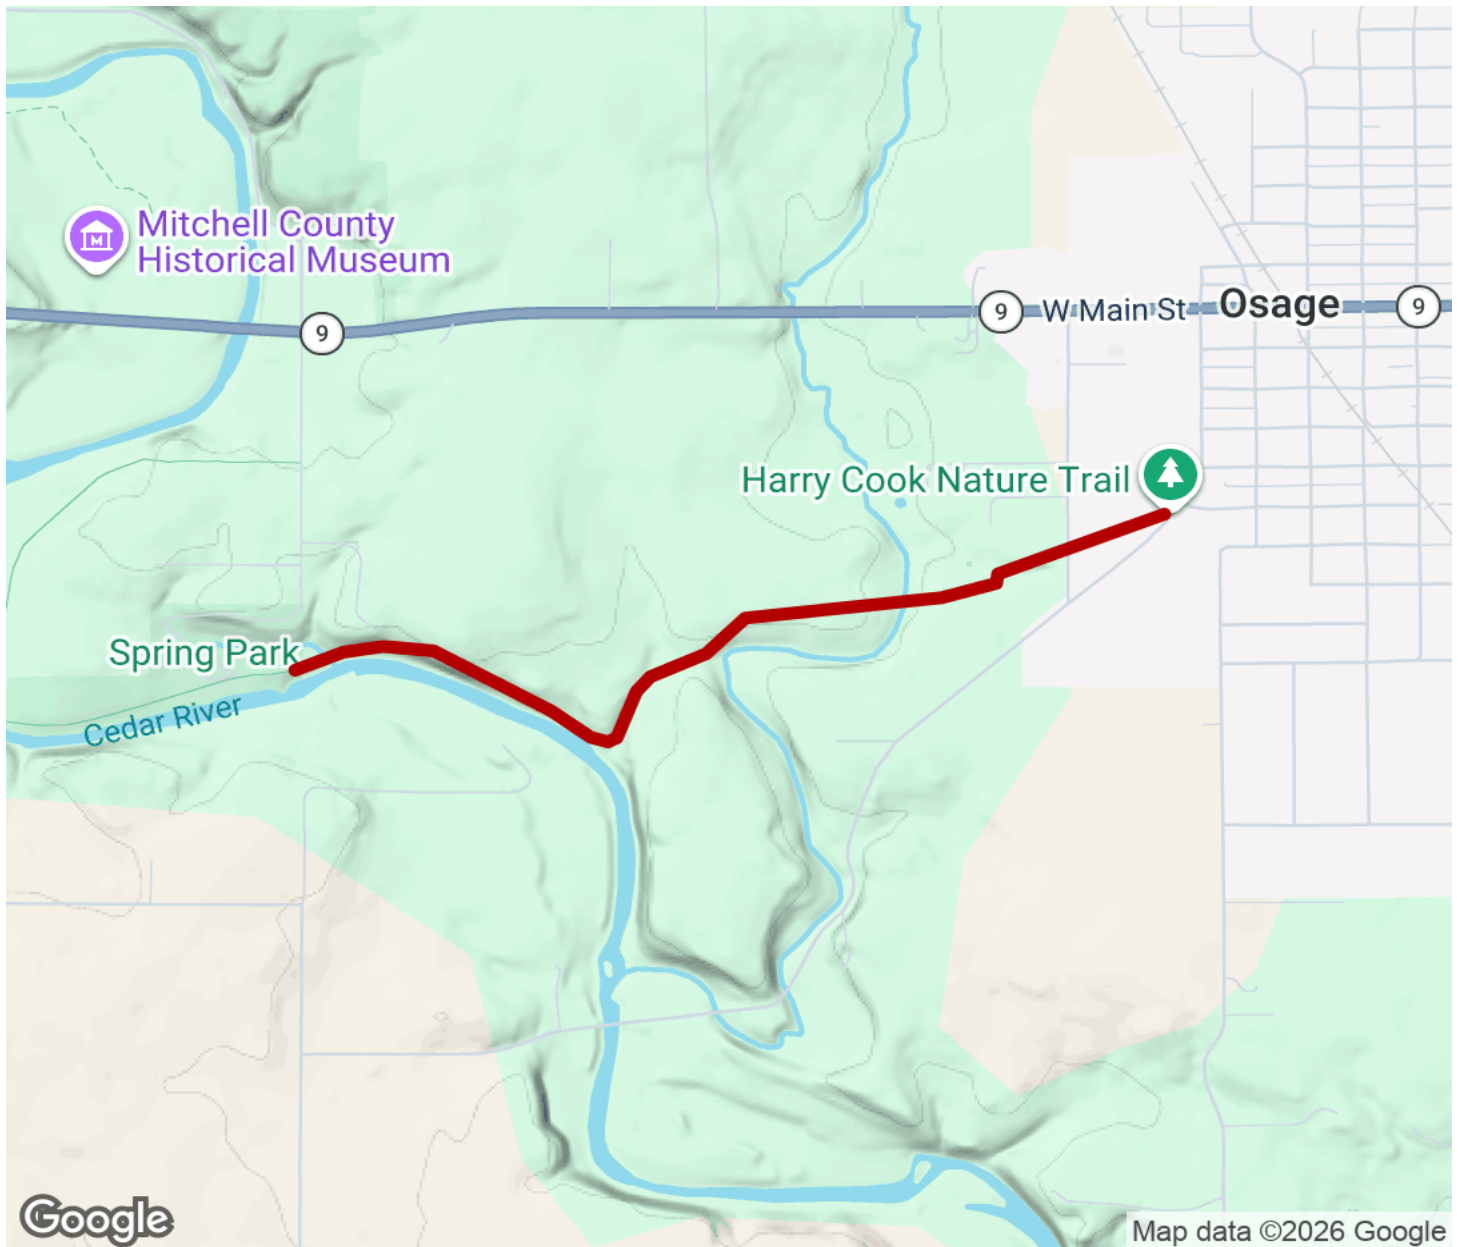 Mitchell County
Historical Museum
9
9
W Main St
Osage
9
Harry Cook Nature Trail
Spring Park
Cedar River
Google
Map data ©2026 Google